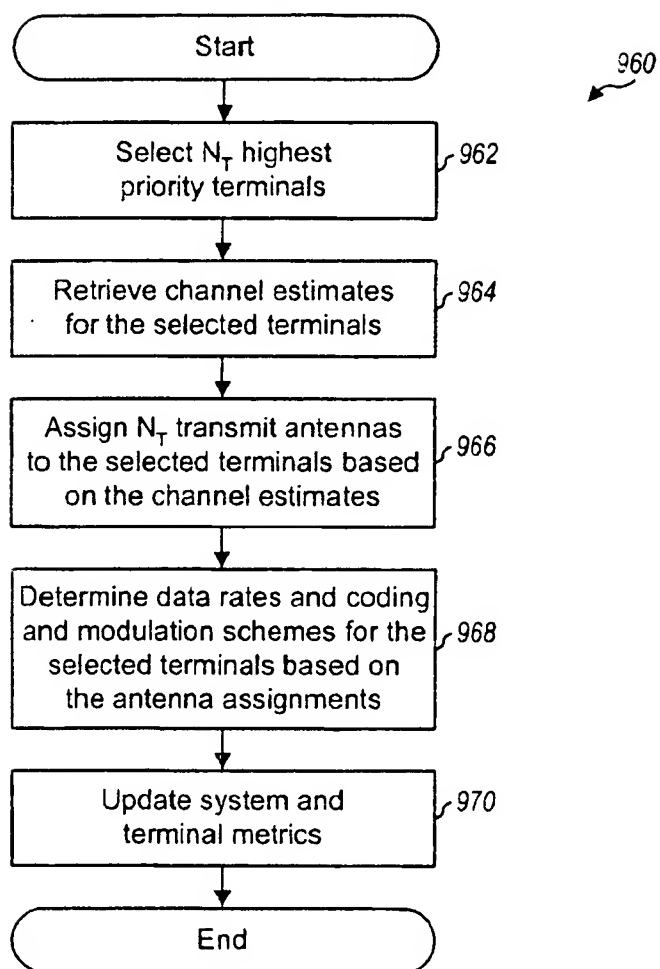 Start
960
Select N_T highest
priority terminals
962
Retrieve channel estimates
for the selected terminals
964
Assign N_T transmit antennas
to the selected terminals based
on the channel estimates
966
Determine data rates and coding
and modulation schemes for the
selected terminals based on
the antenna assignments
968
Update system and
terminal metrics
970
End